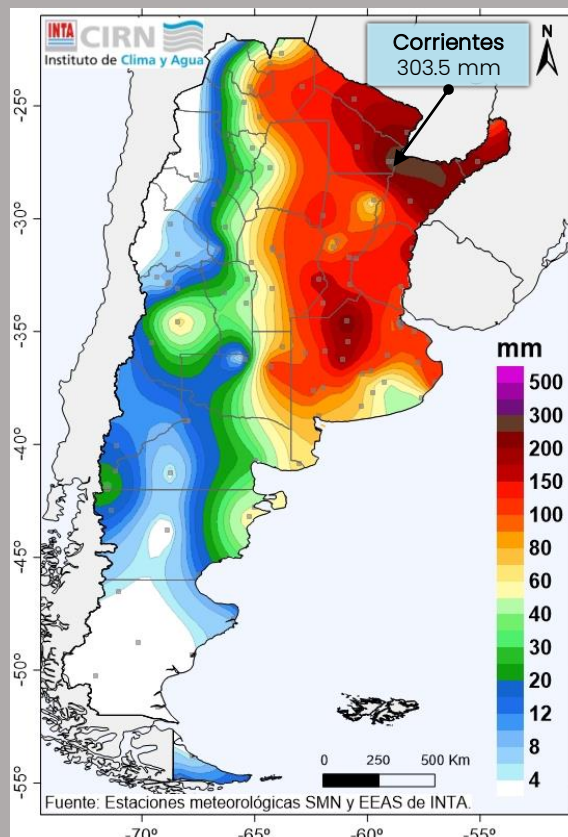 INTA
CIRN
Instituto de Clima y Agua
Corrientes
303.5 mm
N
25°
30°
35°
-40°
-45°
-50°
-55°
mm
500
300
200
150
100
80
60
40
30
20
12
8
4
0 250 500 Km
Fuente: Estaciones meteorológicas SMN y EEAS de INTA.
-70° -65° -60° -55°